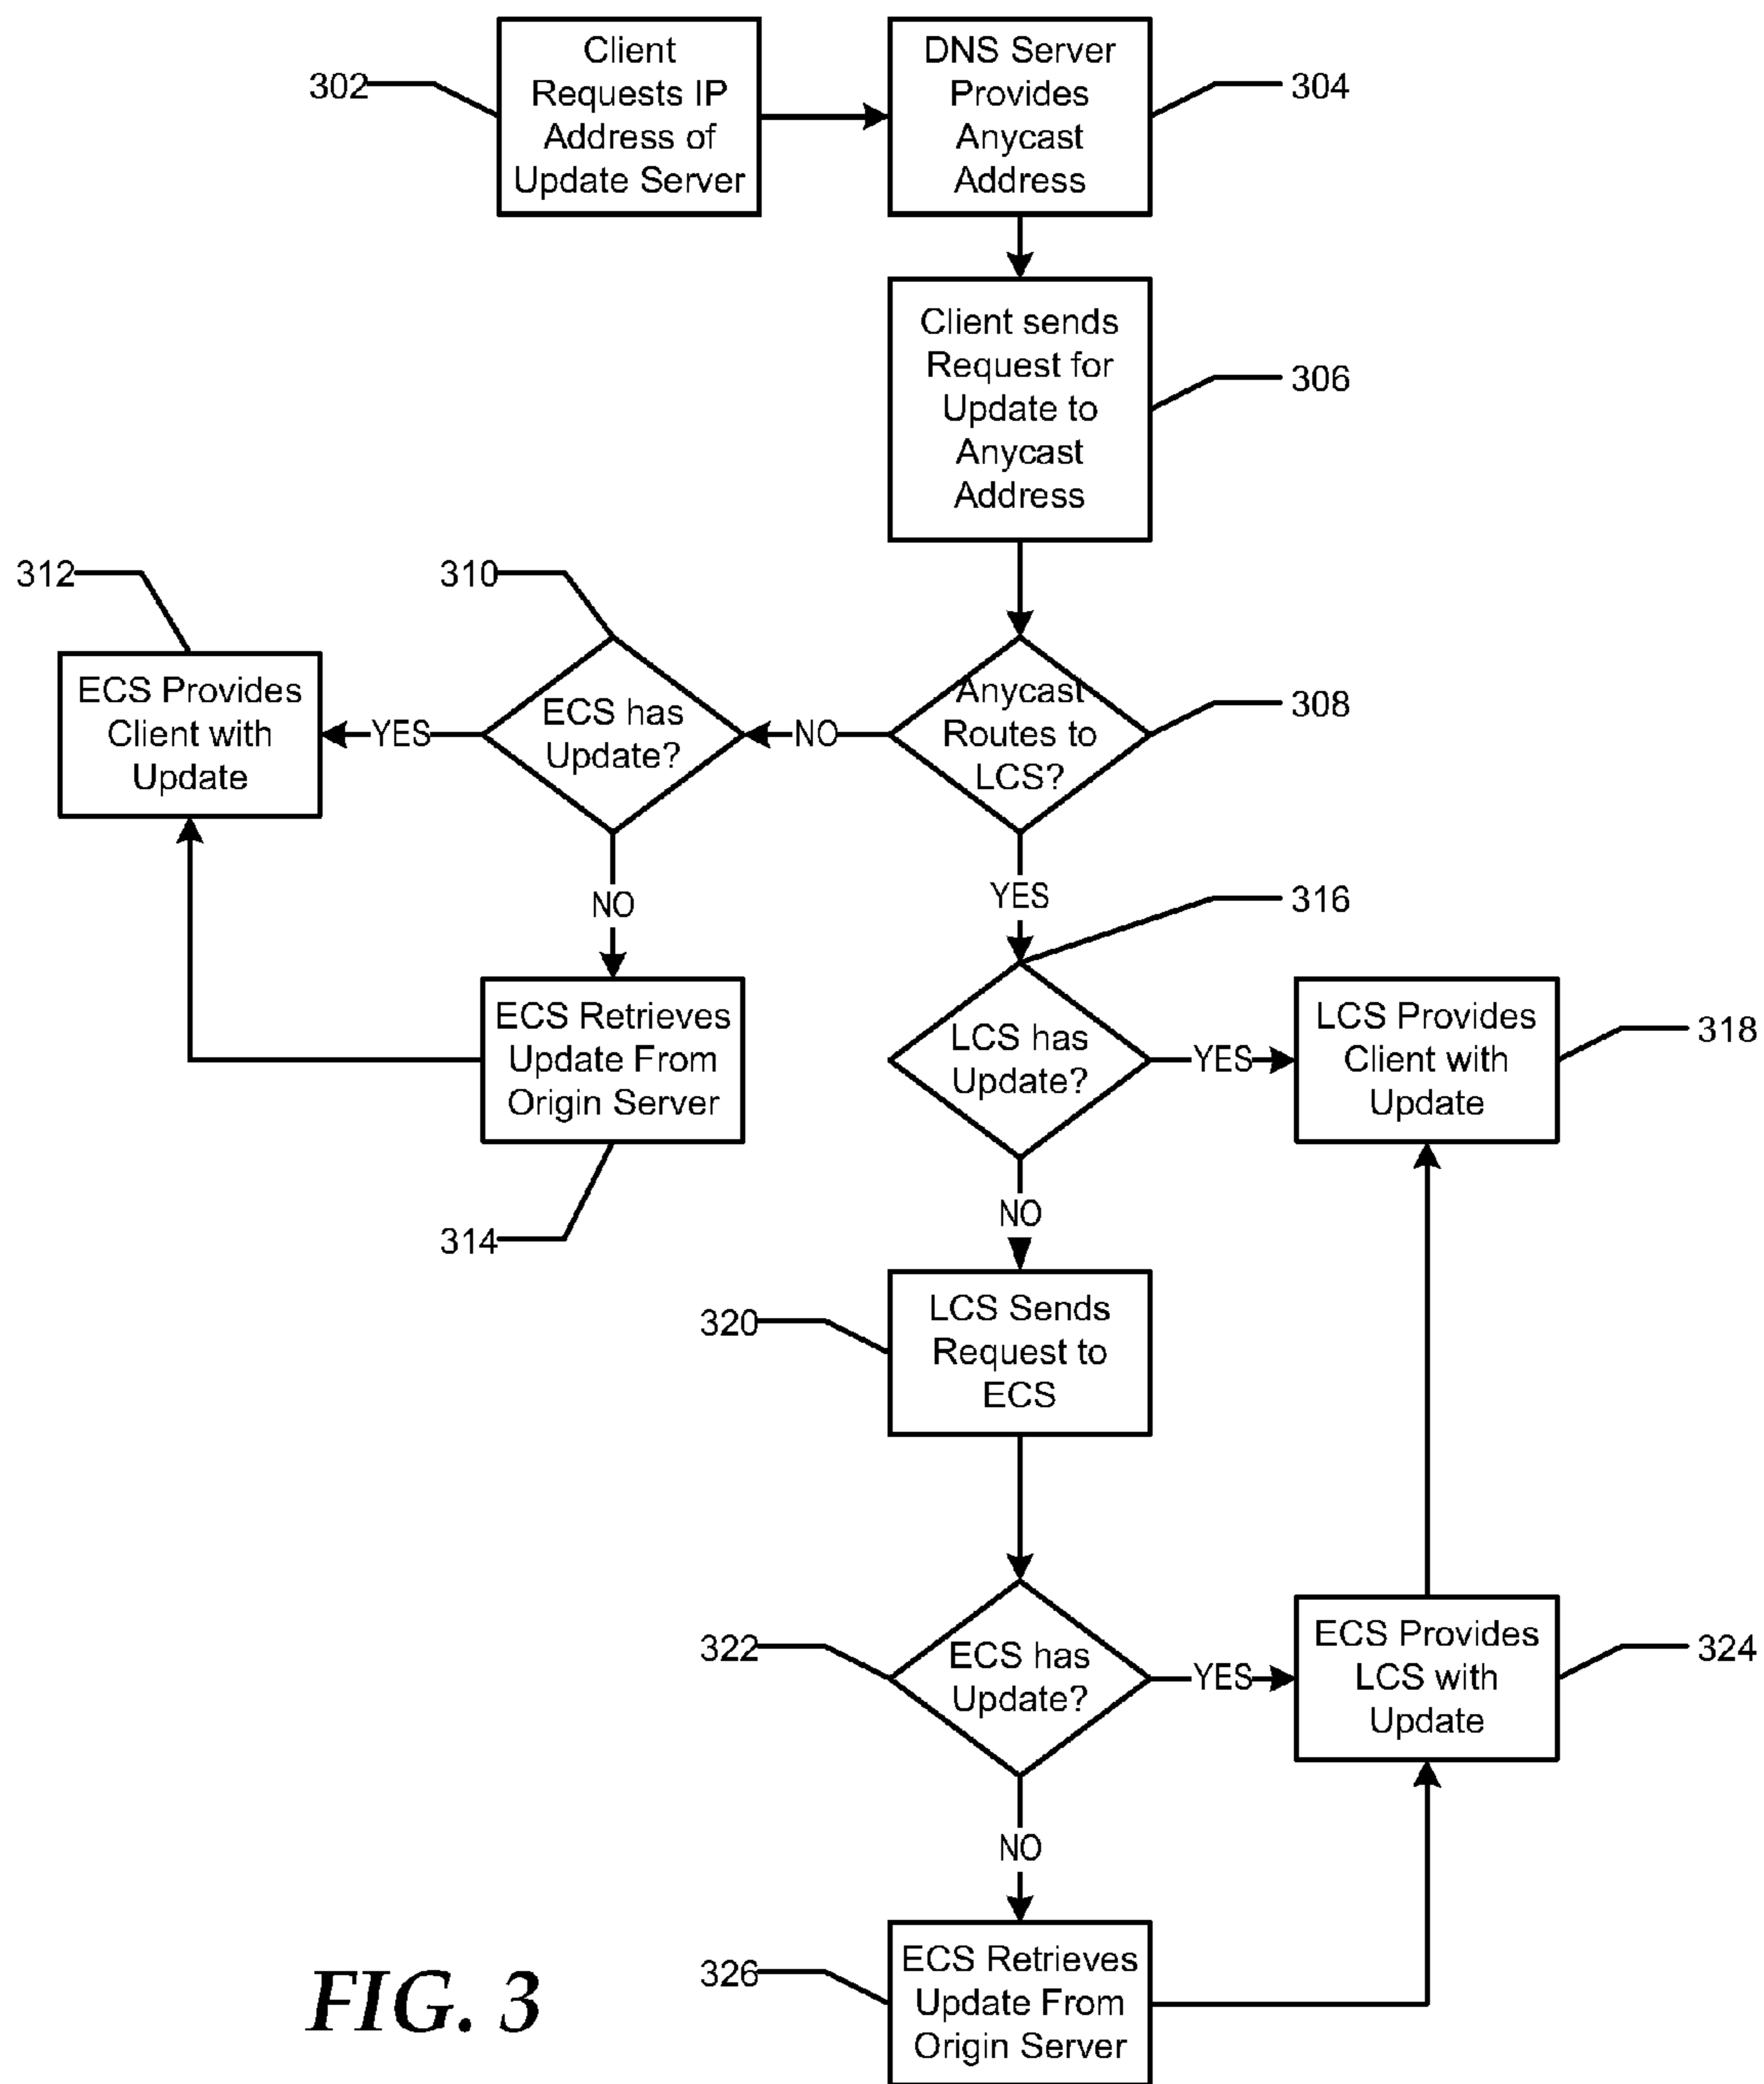 Client
Requests IP
Address of
Update Server
302
DNS Server
Provides
Anycast
Address
304
Client sends
Request for
Update to
Anycast
Address
306
312
310
ECS Provides
Client with
Update
YES
ECS has
Update?
NO
Anycast
Routes to
LCS?
308
NO
YES
316
ECS Retrieves
Update From
Origin Server
314
LCS has
Update?
YES
LCS Provides
Client with
Update
318
NO
320
LCS Sends
Request to
ECS
322
ECS has
Update?
YES
ECS Provides
LCS with
Update
324
NO
326
ECS Retrieves
Update From
Origin Server
FIG. 3